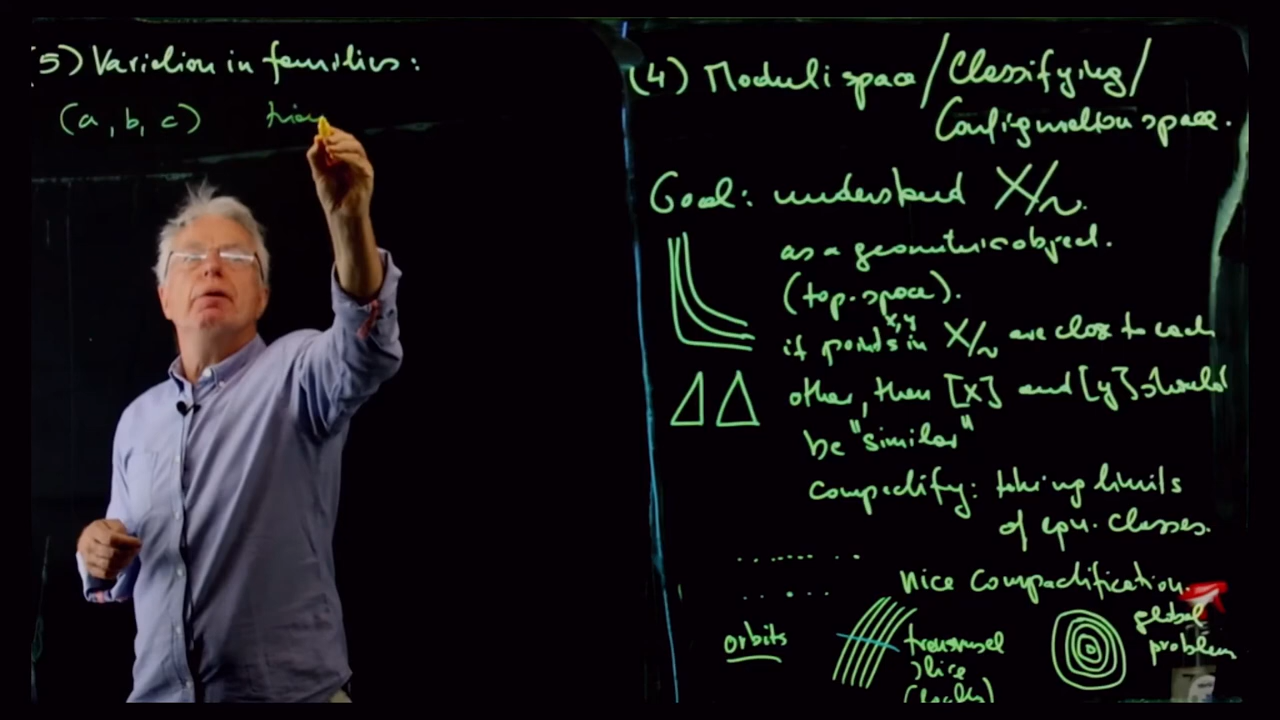 (5) Variation in families:
(a, b, c) trian
(4) Moduli space/Classifying/
Configuration space.
Goal: understand X/~.
as a geometric object.
(top. space).
if points x,y in X/~ are close to each
other, then [x] and [y] should
be "similar"
compactify: taking limits
of equ. classes.
nice compactification.
orbits
transversal
slice
(locally)
global
problem